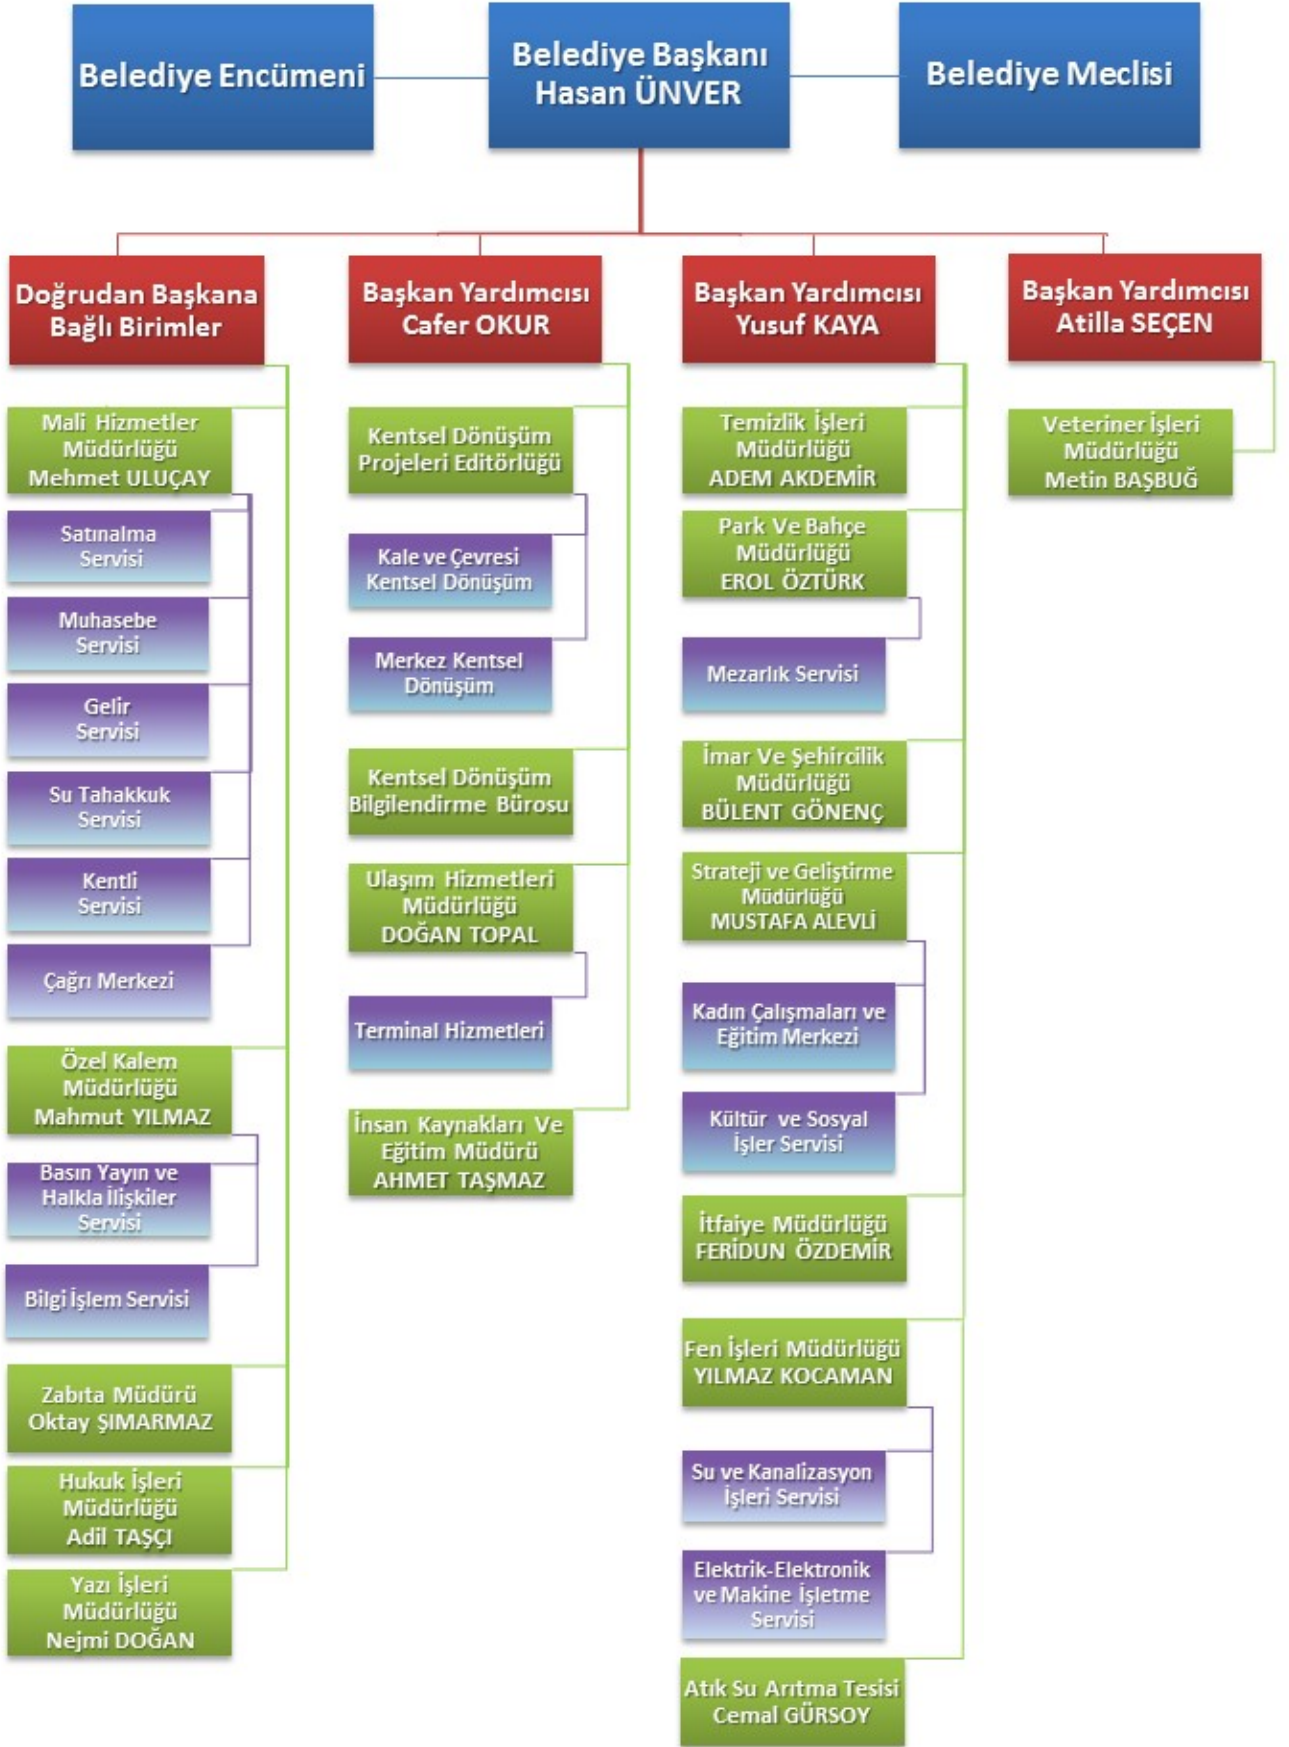 Belediye Encümeni
Belediye Başkanı
Hasan ÜNVER
Belediye Meclisi
Doğrudan Başkana
Bağlı Birimler
Mali Hizmetler
Müdürlüğü
Mehmet ULUÇAY
Satınalma
Servisi
Muhasebe
Servisi
Gelir
Servisi
Su Tahakkuk
Servisi
Kentli
Servisi
Çağrı Merkezi
Özel Kalem
Müdürlüğü
Mahmut YILMAZ
Basın Yayın ve
Halkla İlişkiler
Servisi
Bilgi İşlem Servisi
Zabıta Müdürü
Oktay ŞIMARMAZ
Hukuk İşleri
Müdürlüğü
Adil TAŞÇI
Yazı İşleri
Müdürlüğü
Nejmi DOĞAN
Başkan Yardımcısı
Cafer OKUR
Kentsel Dönüşüm
Projeleri Editörlüğü
Kale ve Çevresi
Kentsel Dönüşüm
Merkez Kentsel
Dönüşüm
Kentsel Dönüşüm
Bilgilendirme Bürosu
Ulaşım Hizmetleri
Müdürlüğü
DOĞAN TOPAL
Terminal Hizmetleri
İnsan Kaynakları Ve
Eğitim Müdürü
AHMET TAŞMAZ
Başkan Yardımcısı
Yusuf KAYA
Temizlik İşleri
Müdürlüğü
ADEM AKDEMİR
Park Ve Bahçe
Müdürlüğü
EROL ÖZTÜRK
Mezarlık Servisi
İmar Ve Şehircilik
Müdürlüğü
BÜLENT GÖNENÇ
Strateji ve Geliştirme
Müdürlüğü
MUSTAFA ALEVLİ
Kadın Çalışmaları ve
Eğitim Merkezi
Kültür ve Sosyal
İşler Servisi
İtfaiye Müdürlüğü
FERİDUN ÖZDEMİR
Fen İşleri Müdürlüğü
YILMAZ KOCAMAN
Su ve Kanalizasyon
İşleri Servisi
Elektrik-Elektronik
ve Makine İşletme
Servisi
Atık Su Arıtma Tesisi
Cemal GÜRSOY
Başkan Yardımcısı
Atilla SEÇEN
Veteriner İşleri
Müdürlüğü
Metin BAŞBUĞ